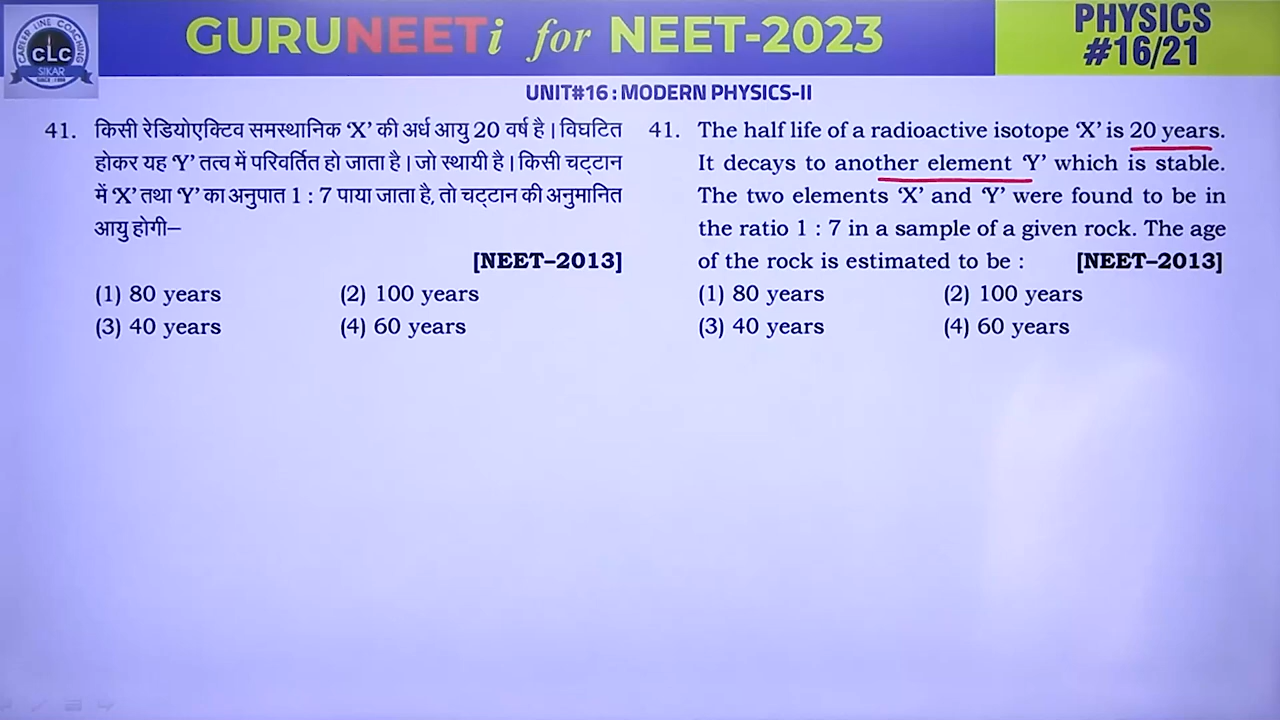 CAREER LINE COACHING
CLC
SIKAR
SINCE : 1996
GURUNEETi for NEET-2023
PHYSICS
#16/21
UNIT#16 : MODERN PHYSICS-II
41. किसी रेडियोएक्टिव समस्थानिक ‘X’ की अर्ध आयु 20 वर्ष है। विघटित
होकर यह ‘Y’ तत्व में परिवर्तित हो जाता है। जो स्थायी है। किसी चट्टान
में ‘X’ तथा ‘Y’ का अनुपात 1 : 7 पाया जाता है, तो चट्टान की अनुमानित
आयु होगी–
[NEET–2013]
(1) 80 years (2) 100 years
(3) 40 years (4) 60 years
41. The half life of a radioactive isotope ‘X’ is 20 years.
It decays to another element ‘Y’ which is stable.
The two elements ‘X’ and ‘Y’ were found to be in
the ratio 1 : 7 in a sample of a given rock. The age
of the rock is estimated to be : [NEET–2013]
(1) 80 years (2) 100 years
(3) 40 years (4) 60 years